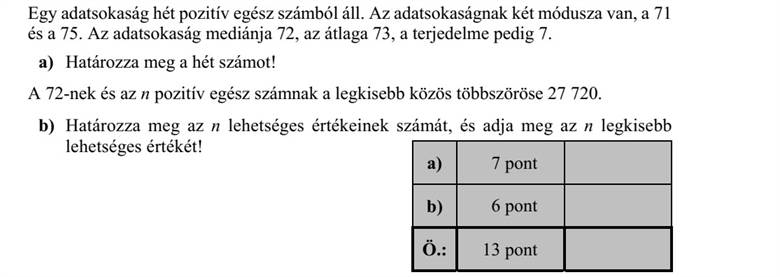 Egy adatsokaság hét pozitív egész számból áll. Az adatsokaságnak két módusza van, a 71
és a 75. Az adatsokaság mediánja 72, az átlaga 73, a terjedelme pedig 7.
a) Határozza meg a hét számot!
A 72-nek és az n pozitív egész számnak a legkisebb közös többszöröse 27 720.
b) Határozza meg az n lehetséges értékeinek számát, és adja meg az n legkisebb
lehetséges értékét!
a) 7 pont
b) 6 pont
Ö.: 13 pont